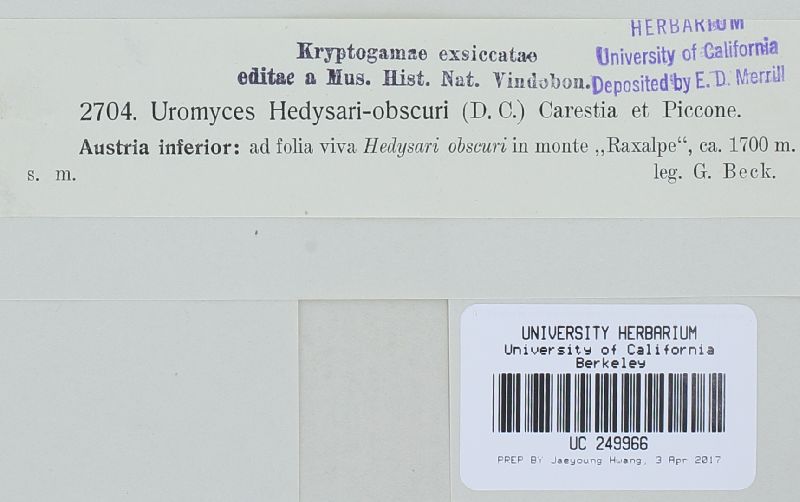 HERBARIUM
University of California
Deposited by E. D. Merrill
Kryptogamae exsiccatae
editae a Mus. Hist. Nat. Vindobon.
2704. Uromyces Hedysari-obscuri (D. C.) Carestia et Piccone.
Austria inferior: ad folia viva Hedysari obscuri in monte „Raxalpe“, ca. 1700 m.
s. m. leg. G. Beck.
UNIVERSITY HERBARIUM
University of California
Berkeley
UC 249966
PREP BY Jaeyoung Hwang, 3 Apr 2017